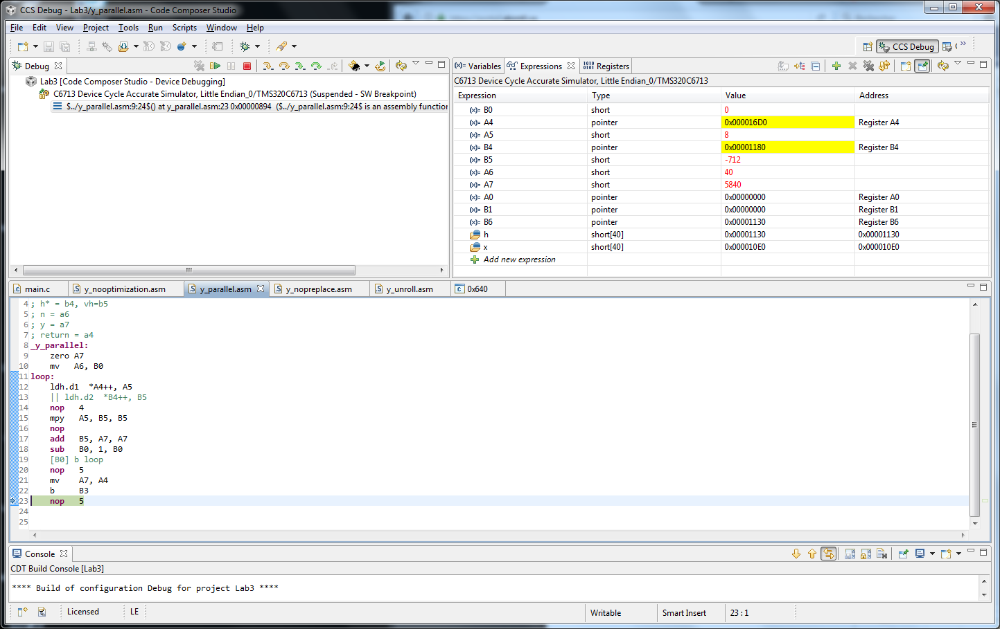 CCS Debug - Lab3/y_parallel.asm - Code Composer Studio
File Edit View Project Tools Run Scripts Window Help
CCS Debug
Debug
Lab3 [Code Composer Studio - Device Debugging]
C6713 Device Cycle Accurate Simulator, Little Endian_0/TMS320C6713 (Suspended - SW Breakpoint)
$../y_parallel.asm:9:24$() at y_parallel.asm:23 0x00000894 ($../y_parallel.asm:9:24$ is an assembly function
(x)= Variables Expressions Registers
C6713 Device Cycle Accurate Simulator, Little Endian_0/TMS320C6713
Expression Type Value Address
(x)= B0 short 0
(x)= A4 pointer 0x000016D0 Register A4
(x)= A5 short 8
(x)= B4 pointer 0x00001180 Register B4
(x)= B5 short -712
(x)= A6 short 40
(x)= A7 short 5840
(x)= A0 pointer 0x00000000 Register A0
(x)= B1 pointer 0x00000000 Register B1
(x)= B6 pointer 0x00001130 Register B6
h short[40] 0x00001130 0x00001130
x short[40] 0x000010E0 0x000010E0
Add new expression
main.c y_nooptimization.asm y_parallel.asm y_nopreplace.asm y_unroll.asm 0x640
4 ; h* = b4, vh=b5
5 ; n = a6
6 ; y = a7
7 ; return = a4
8 _y_parallel:
9 zero A7
10 mv A6, B0
11 loop:
12 ldh.d1 *A4++, A5
13 || ldh.d2 *B4++, B5
14 nop 4
15 mpy A5, B5, B5
16 nop
17 add B5, A7, A7
18 sub B0, 1, B0
19 [B0] b loop
20 nop 5
21 mv A7, A4
22 b B3
23 nop 5
24
25
Console
CDT Build Console [Lab3]
**** Build of configuration Debug for project Lab3 ****
Licensed LE Writable Smart Insert 23 : 1